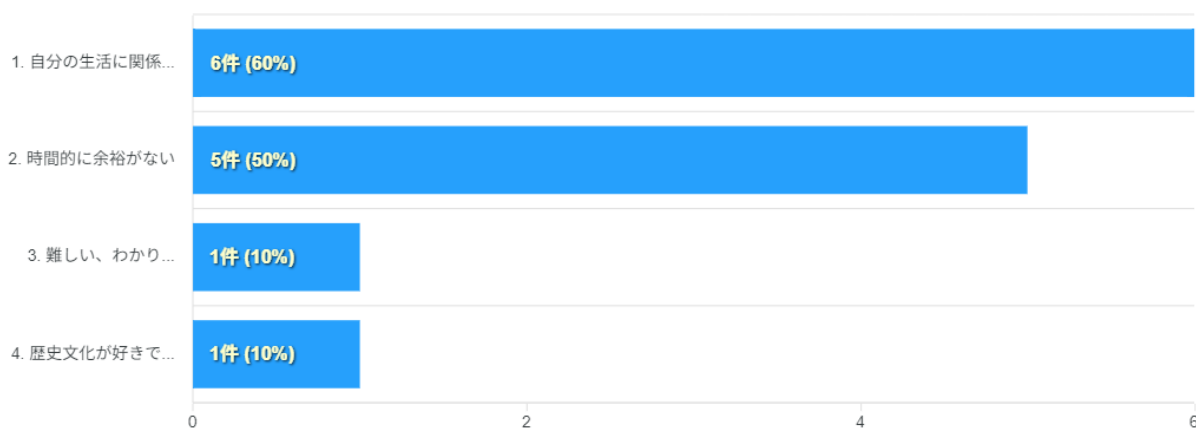 1. 自分の生活に関係...
6件 (60%)
2. 時間的に余裕がない
5件 (50%)
3. 難しい、わかり...
1件 (10%)
4. 歴史文化が好きで...
1件 (10%)
0 2 4 6